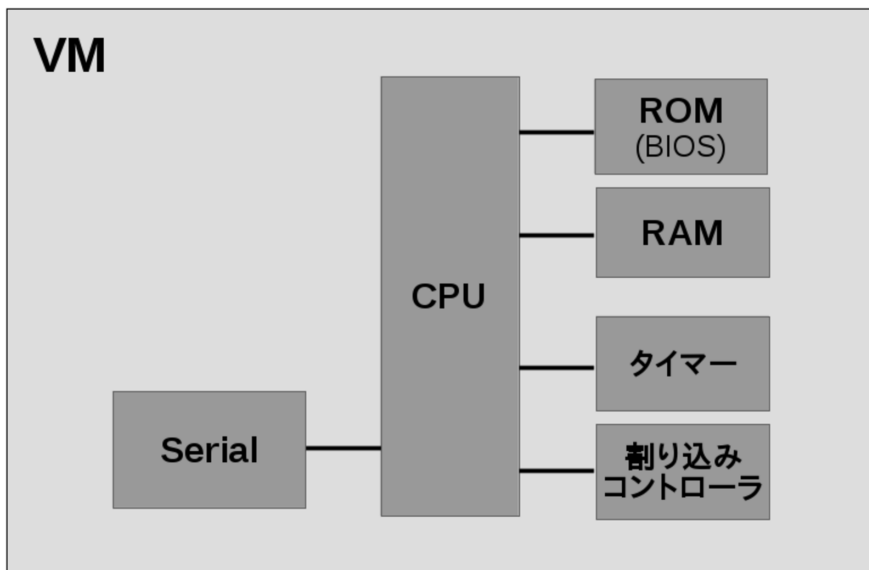 VM
ROM
(BIOS)
RAM
CPU
タイマー
Serial
割り込み
コントローラ